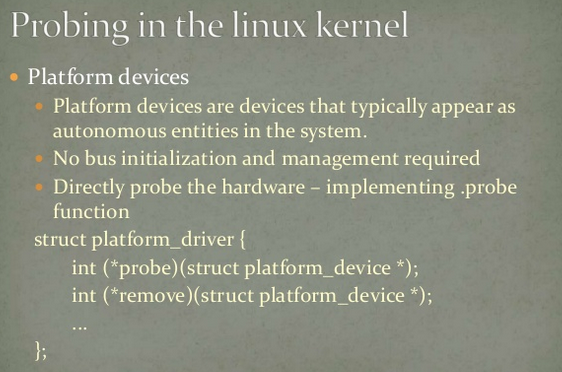 Probing in the linux kernel
Platform devices
Platform devices are devices that typically appear as
autonomous entities in the system.
No bus initialization and management required
Directly probe the hardware – implementing .probe
function
struct platform_driver {
int (*probe)(struct platform_device *);
int (*remove)(struct platform_device *);
...
};